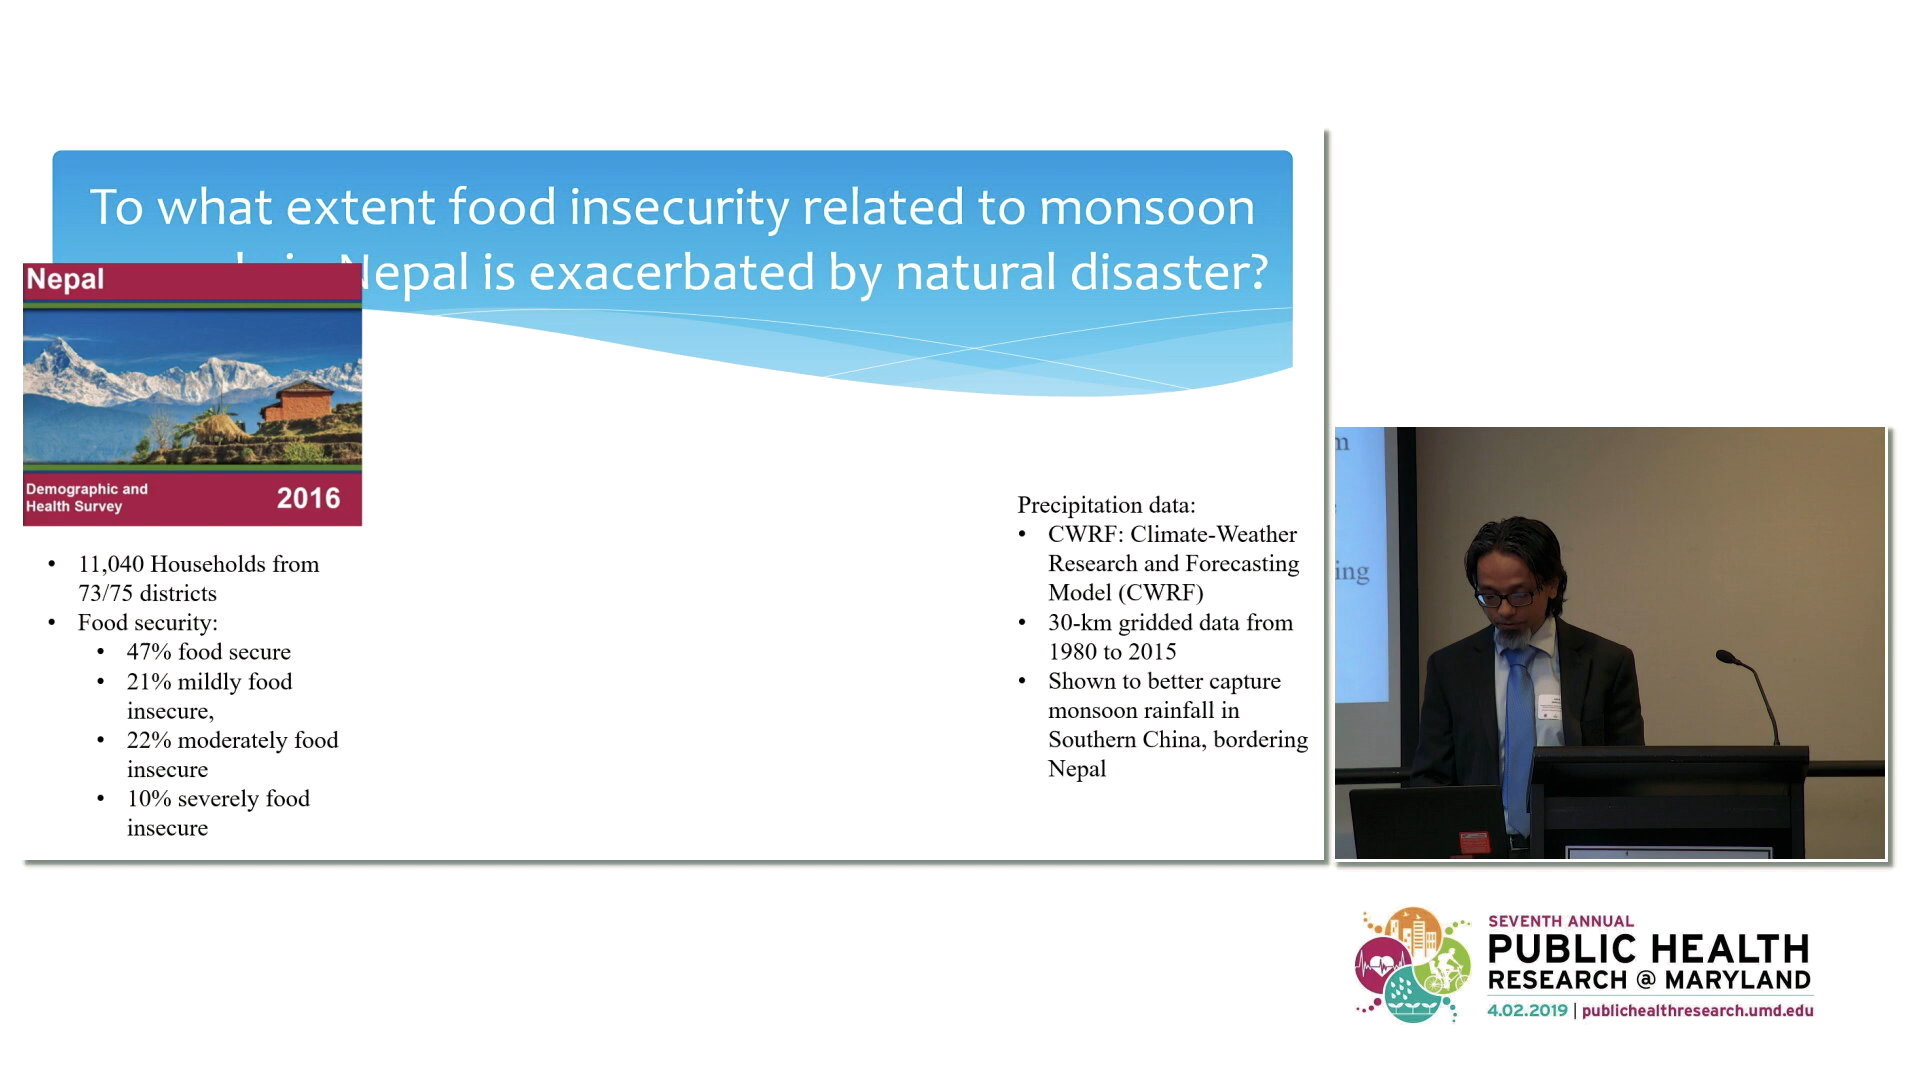 To what extent food insecurity related to monsoon
Nepal is exacerbated by natural disaster?
Nepal
Demographic and
Health Survey
2016
• 11,040 Households from
73/75 districts
• Food security:
• 47% food secure
• 21% mildly food
insecure,
• 22% moderately food
insecure
• 10% severely food
insecure
Precipitation data:
• CWRF: Climate-Weather
Research and Forecasting
Model (CWRF)
• 30-km gridded data from
1980 to 2015
• Shown to better capture
monsoon rainfall in
Southern China, bordering
Nepal
SEVENTH ANNUAL
PUBLIC HEALTH
RESEARCH @ MARYLAND
4.02.2019 | publichealthresearch.umd.edu